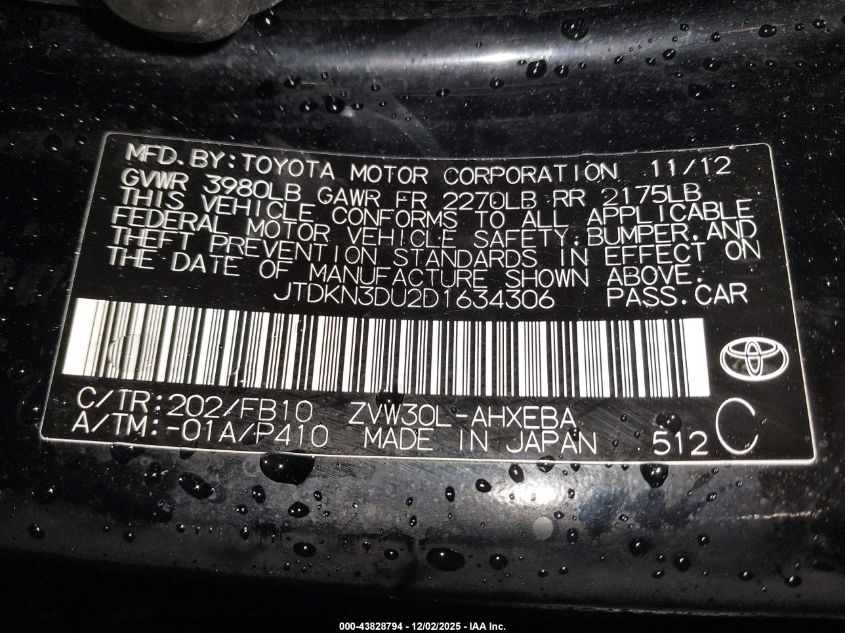 MFD. BY: TOYOTA MOTOR CORPORATION 11/12
GVWR 3980LB GAWR FR 2270LB RR 2175LB
THIS VEHICLE CONFORMS TO ALL APPLICABLE
FEDERAL MOTOR VEHICLE SAFETY, BUMPER, AND
THEFT PREVENTION STANDARDS IN EFFECT ON
THE DATE OF MANUFACTURE SHOWN ABOVE.
JTDKN3DU2D1634306 PASS. CAR
C/TR: 202/FB10 ZVW30L-AHXEBA
A/TM: -01A/P410 MADE IN JAPAN 512 C
000-43828794 - 12/02/2025 - IAA Inc.